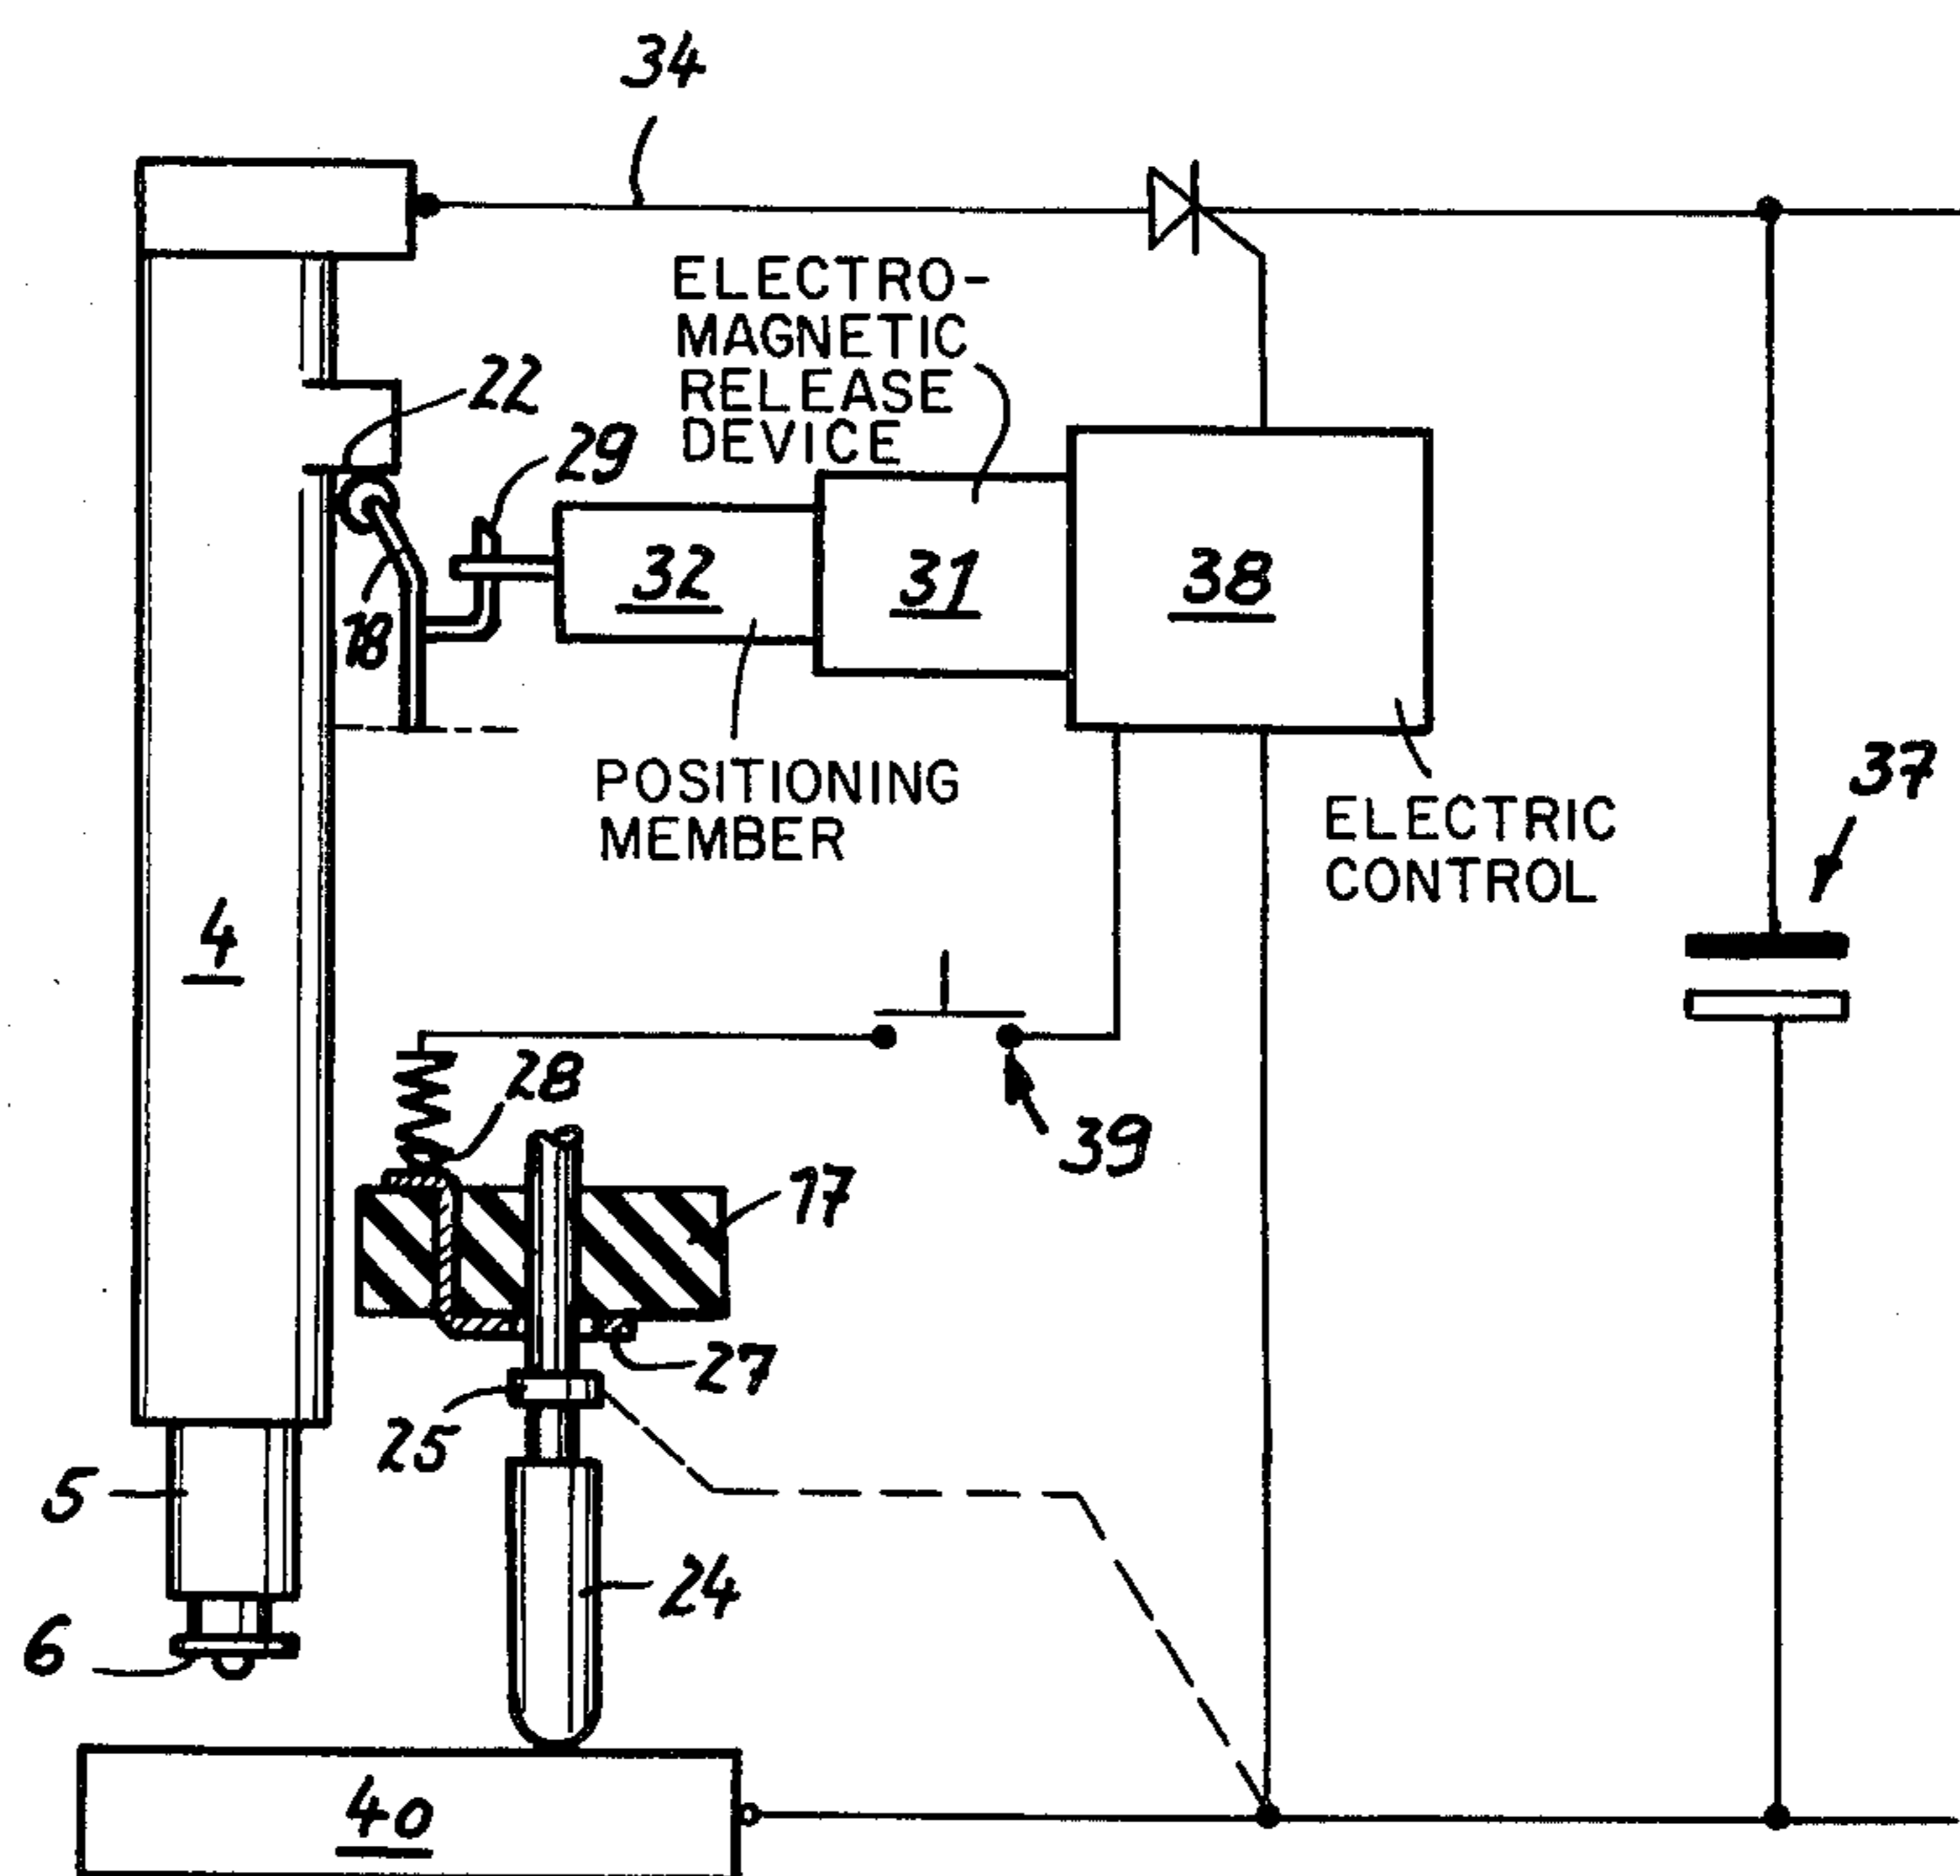 34
ELECTRO-
MAGNETIC
RELEASE
DEVICE
22
29
32
31
38
18
POSITIONING
MEMBER
ELECTRIC
CONTROL
37
4
28
39
17
27
25
5
24
6
40